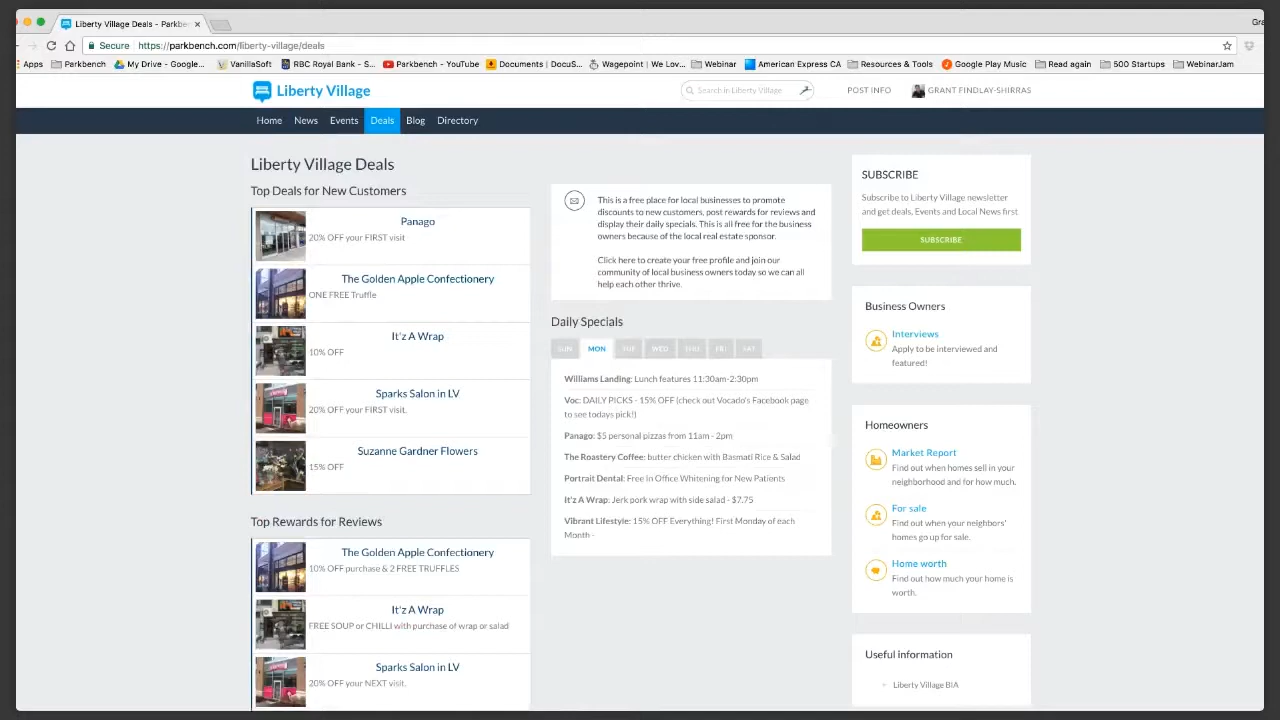 Liberty Village Deals - Parkben
Gra
Secure https://parkbench.com/liberty-village/deals
Apps Parkbench My Drive - Google... VanillaSoft RBC Royal Bank - S... Parkbench - YouTube Documents - DocuS... Wagepoint | We Lov... Webinar American Express CA Resources & Tools Google Play Music Read again 500 Startups WebinarJam
Liberty Village
Search in Liberty Village
POST INFO
GRANT FINDLAY-SHIRRAS
Home News Events Deals Blog Directory
Liberty Village Deals
Top Deals for New Customers
Panago
20% OFF your FIRST visit
The Golden Apple Confectionery
ONE FREE Truffle
It'z A Wrap
10% OFF
Sparks Salon in LV
20% OFF your FIRST visit.
Suzanne Gardner Flowers
15% OFF
Top Rewards for Reviews
The Golden Apple Confectionery
10% OFF purchase & 2 FREE TRUFFLES
It'z A Wrap
FREE SOUP or CHILLI with purchase of wrap or salad
Sparks Salon in LV
20% OFF your NEXT visit.
This is a free place for local businesses to promote
discounts to new customers, post rewards for reviews and
display their daily specials. This is all free for the business
owners because of the local real estate sponsor.
Click here to create your free profile and join our
community of local business owners today so we can all
help each other thrive.
Daily Specials
SUN MON TUE WED THU FRI SAT
Williams Landing: Lunch features 11:30am-2:30pm
Voc: DAILY PICKS - 15% OFF (check out Vocado's Facebook page
to see todays pick!)
Panago: $5 personal pizzas from 11am - 2pm
The Roastery Coffee: butter chicken with Basmati Rice & Salad
Portrait Dental: Free In Office Whitening for New Patients
It'z A Wrap: Jerk pork wrap with side salad - $7.75
Vibrant Lifestyle: 15% OFF Everything! First Monday of each
Month -
SUBSCRIBE
Subscribe to Liberty Village newsletter
and get deals, Events and Local News first
SUBSCRIBE
Business Owners
Interviews
Apply to be interviewed and
featured!
Homeowners
Market Report
Find out when homes sell in your
neighborhood and for how much.
For sale
Find out when your neighbors'
homes go up for sale.
Home worth
Find out how much your home is
worth.
Useful information
Liberty Village BIA